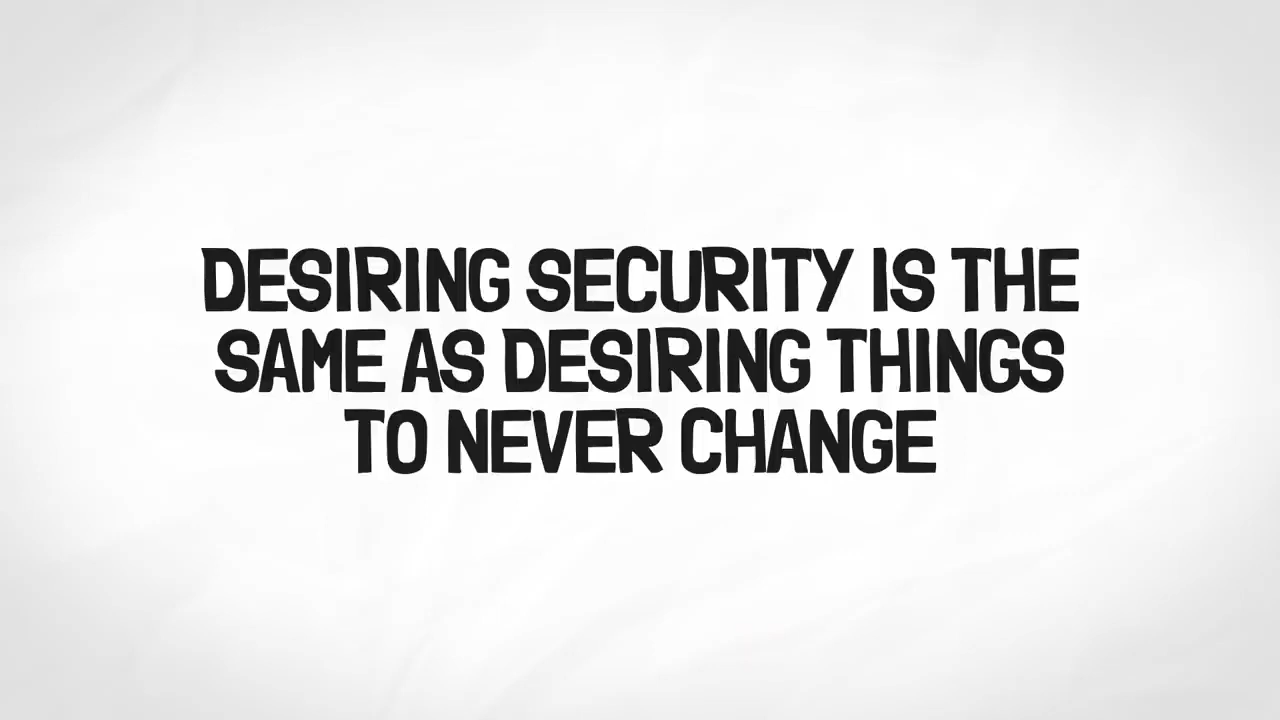 DESIRING SECURITY IS THE
SAME AS DESIRING THINGS
TO NEVER CHANGE